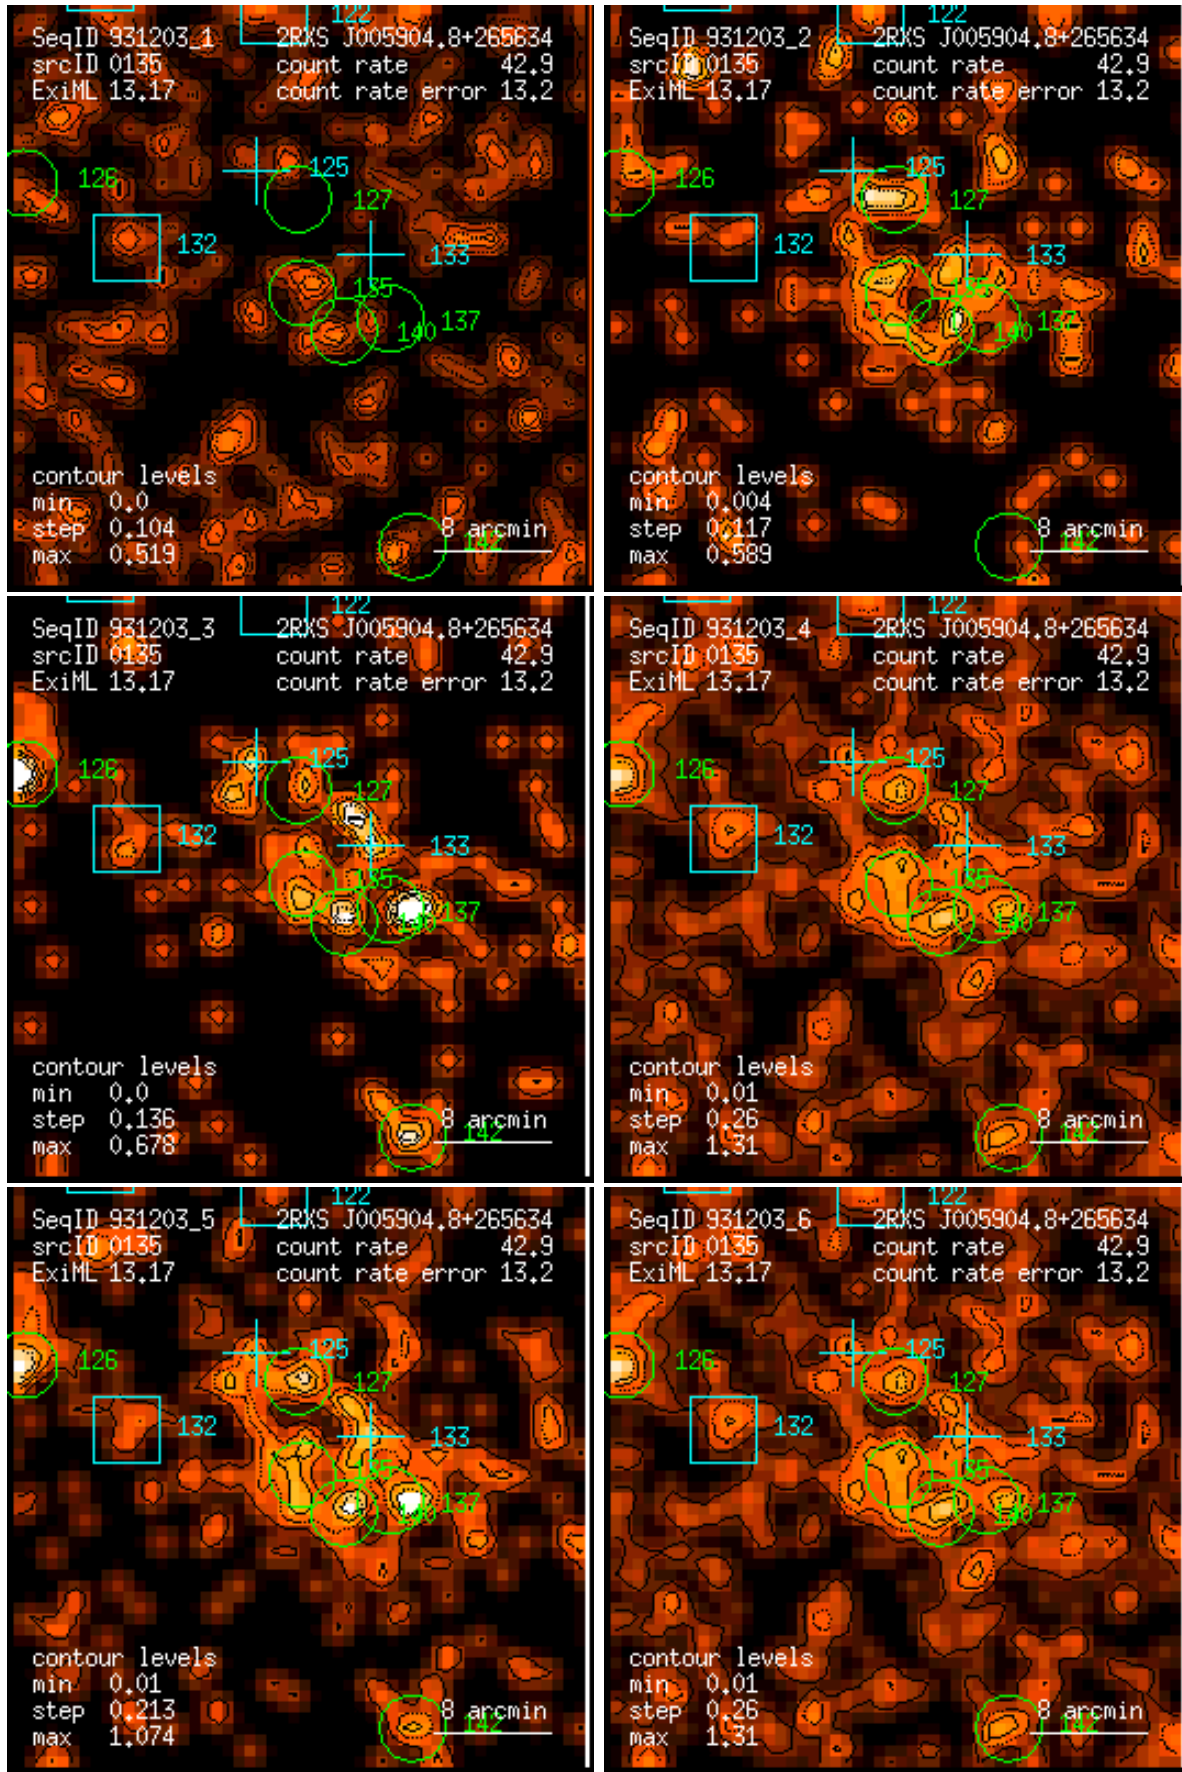 122
SeqID 931203_1 2RXS J005904.8+265634
srcID 0135 count rate 42.9
ExiML 13.17 count rate error 13.2
125
126
127
132
133
135
137
140
contour levels
min 0.0
step 0.104
max 0.519
8 arcmin
142
122
SeqID 931203_2 2RXS J005904.8+265634
srcID 0135 count rate 42.9
ExiML 13.17 count rate error 13.2
125
126
127
132
133
135
137
140
contour levels
min 0.004
step 0.117
max 0.589
8 arcmin
142
122
SeqID 931203_3 2RXS J005904.8+265634
srcID 0135 count rate 42.9
ExiML 13.17 count rate error 13.2
125
126
127
132
133
135
137
140
contour levels
min 0.0
step 0.136
max 0.678
8 arcmin
142
122
SeqID 931203_4 2RXS J005904.8+265634
srcID 0135 count rate 42.9
ExiML 13.17 count rate error 13.2
125
126
127
132
133
135
137
140
contour levels
min 0.01
step 0.26
max 1.31
8 arcmin
142
122
SeqID 931203_5 2RXS J005904.8+265634
srcID 0135 count rate 42.9
ExiML 13.17 count rate error 13.2
125
126
127
132
133
135
137
140
contour levels
min 0.01
step 0.213
max 1.074
8 arcmin
142
122
SeqID 931203_6 2RXS J005904.8+265634
srcID 0135 count rate 42.9
ExiML 13.17 count rate error 13.2
125
126
127
132
133
135
137
140
contour levels
min 0.01
step 0.26
max 1.31
8 arcmin
142